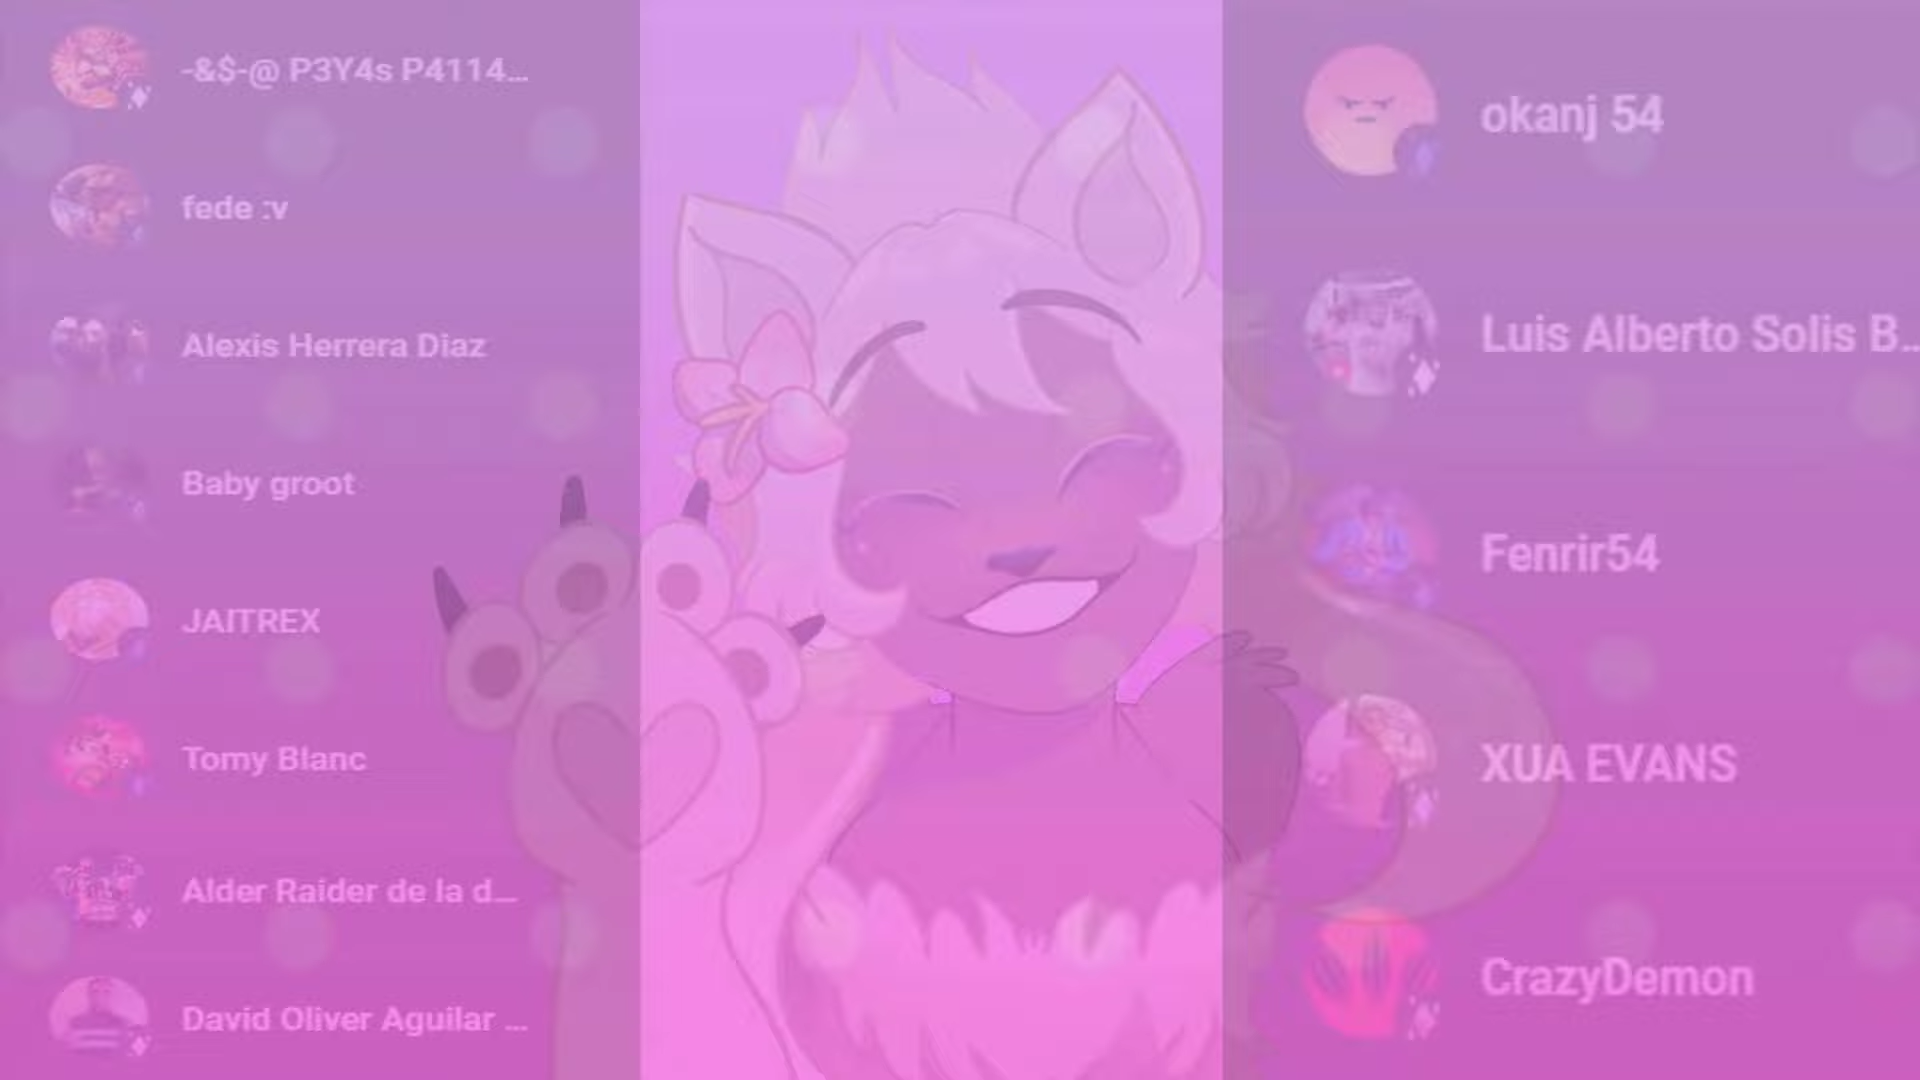 -&$-@ P3Y4s P4114...
fede :v
Alexis Herrera Diaz
Baby groot
JAITREX
Tomy Blanc
Alder Raider de la d...
David Oliver Aguilar ...
okanj 54
Luis Alberto Solis B...
Fenrir54
XUA EVANS
CrazyDemon